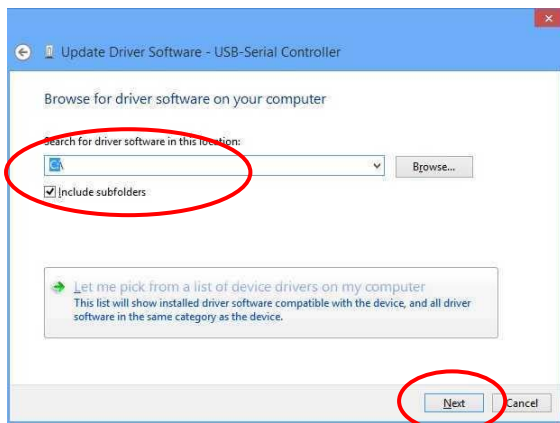 Update Driver Software - USB-Serial Controller
Browse for driver software on your computer
Search for driver software in this location:
C:\
Browse...
Include subfolders
Let me pick from a list of device drivers on my computer
This list will show installed driver software compatible with the device, and all driver
software in the same category as the device.
Next
Cancel